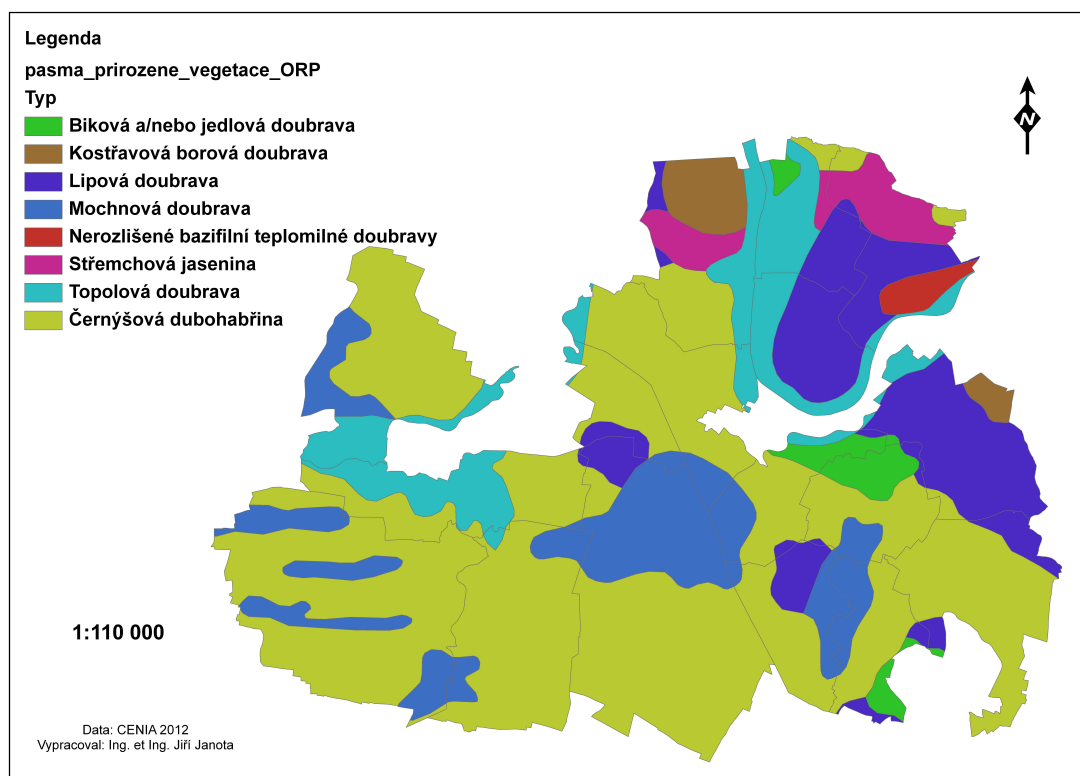 Legenda
pasma_prirozene_vegetace_ORP
Typ
Biková a/nebo jedlová doubrava
Kostřavová borová doubrava
Lipová doubrava
Mochnová doubrava
Nerozlišené bazifilní teplomilné doubravy
Střemchová jasenina
Topolová doubrava
Černýšová dubohabřina
N
1:110 000
Data: CENIA 2012
Vypracoval: Ing. et Ing. Jiří Janota